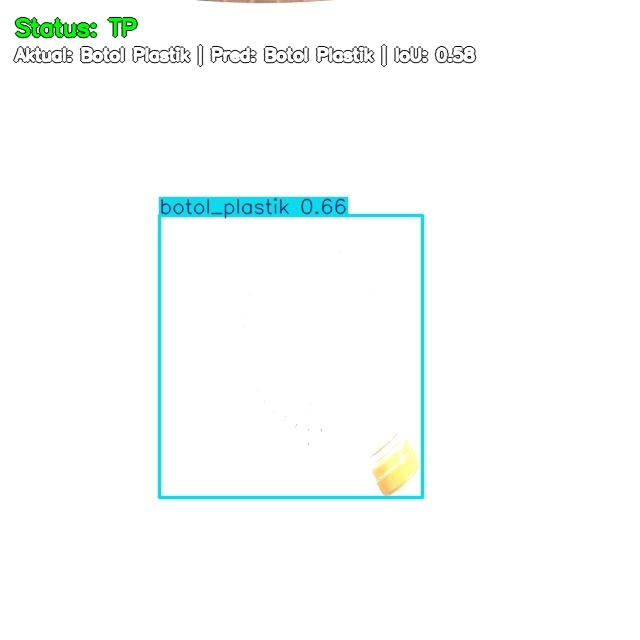 Status: TP
Aktual: Botol Plastik | Pred: Botol Plastik | IoU: 0.58
botol_plastik 0.66